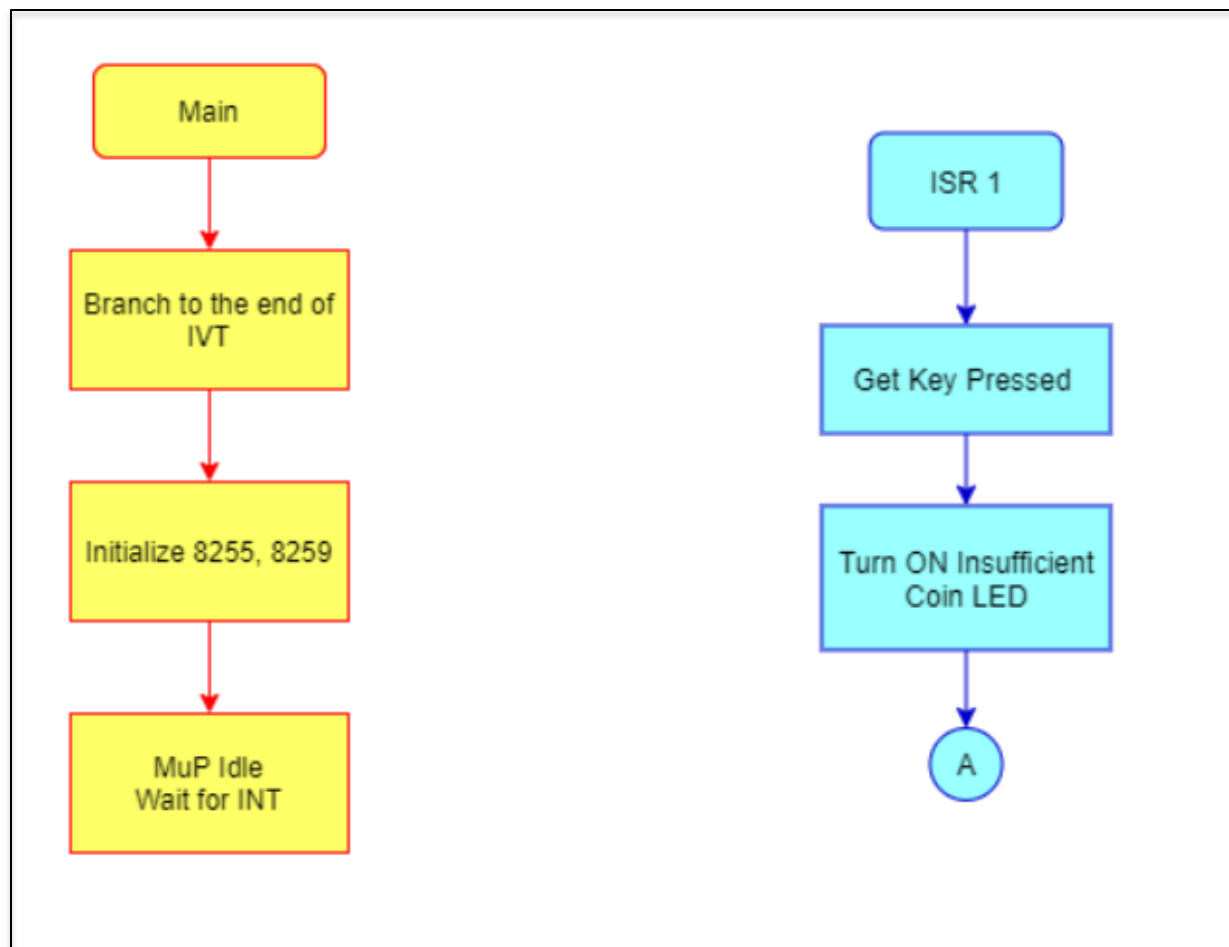 Main
Branch to the end of
IVT
Initialize 8255, 8259
MuP Idle
Wait for INT
ISR 1
Get Key Pressed
Turn ON Insufficient
Coin LED
A